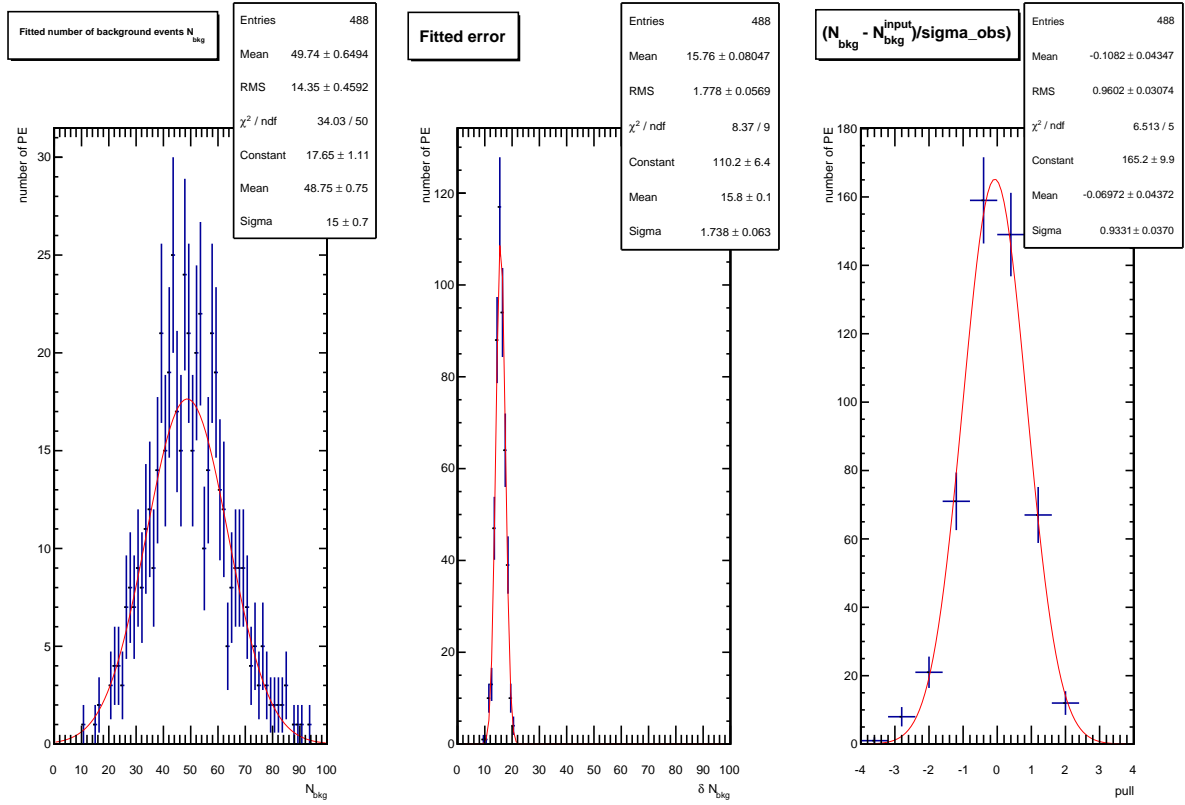 Fitted number of background events N_bkg
Entries 488
Mean 49.74 ± 0.6494
RMS 14.35 ± 0.4592
χ² / ndf 34.03 / 50
Constant 17.65 ± 1.11
Mean 48.75 ± 0.75
Sigma 15 ± 0.7
number of PE
30
25
20
15
10
5
0
0 10 20 30 40 50 60 70 80 90 100
N_bkg
Fitted error
Entries 488
Mean 15.76 ± 0.08047
RMS 1.778 ± 0.0569
χ² / ndf 8.37 / 9
Constant 110.2 ± 6.4
Mean 15.8 ± 0.1
Sigma 1.738 ± 0.063
number of PE
120
100
80
60
40
20
0
0 10 20 30 40 50 60 70 80 90 100
δ N_bkg
(N_bkg - N_bkg^input)/sigma_obs)
Entries 488
Mean -0.1082 ± 0.04347
RMS 0.9602 ± 0.03074
χ² / ndf 6.513 / 5
Constant 165.2 ± 9.9
Mean -0.06972 ± 0.04372
Sigma 0.9331 ± 0.0370
number of PE
180
160
140
120
100
80
60
40
20
0
-4 -3 -2 -1 0 1 2 3 4
pull